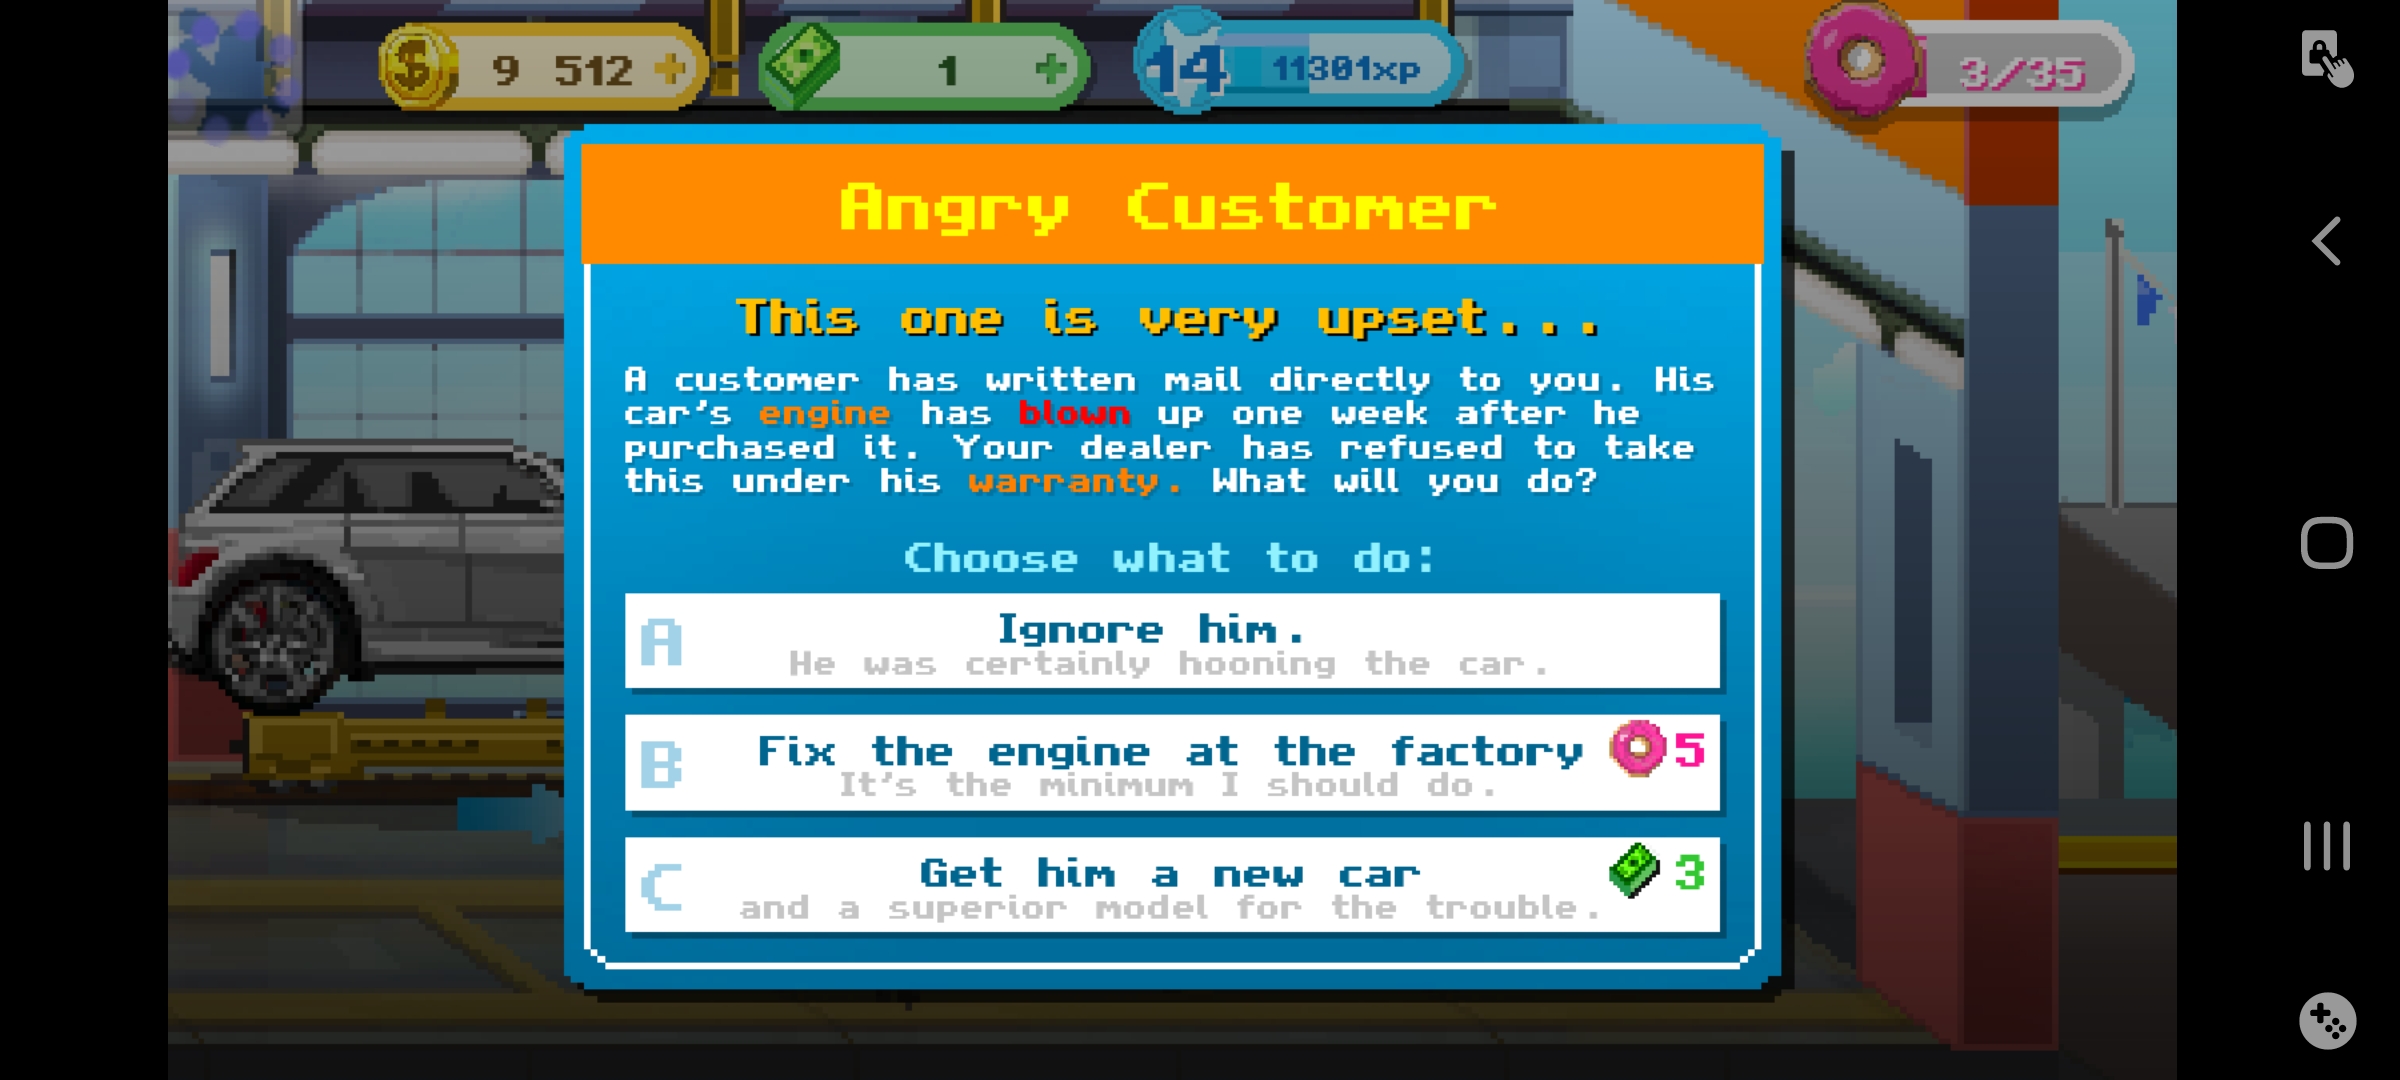 9 512 +
1 +
14 11301xp
3/35
Angry Customer
This one is very upset...
A customer has written mail directly to you. His
car's engine has blown up one week after he
purchased it. Your dealer has refused to take
this under his warranty. What will you do?
Choose what to do:
A Ignore him.
He was certainly hooning the car.
B Fix the engine at the factory 5
It's the minimum I should do.
C Get him a new car 3
and a superior model for the trouble.